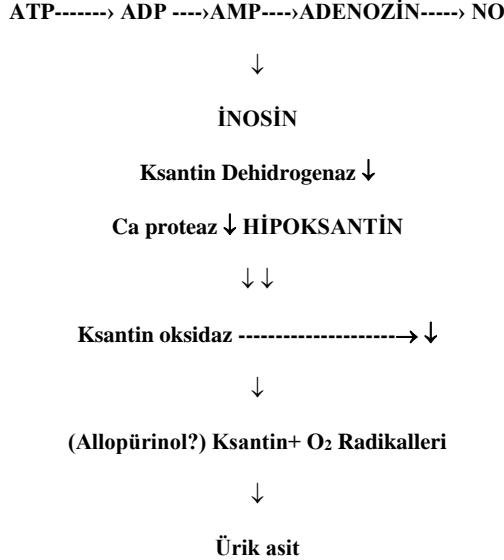 ATP-------› ADP ----›AMP----›ADENOZİN-----› NO
↓
İNOSİN
Ksantin Dehidrogenaz ↓
Ca proteaz ↓ HİPOKSANTİN
↓ ↓
Ksantin oksidaz ---------------------→ ↓
↓
(Allopürinol?) Ksantin+ O₂ Radikalleri
↓
Ürik asit